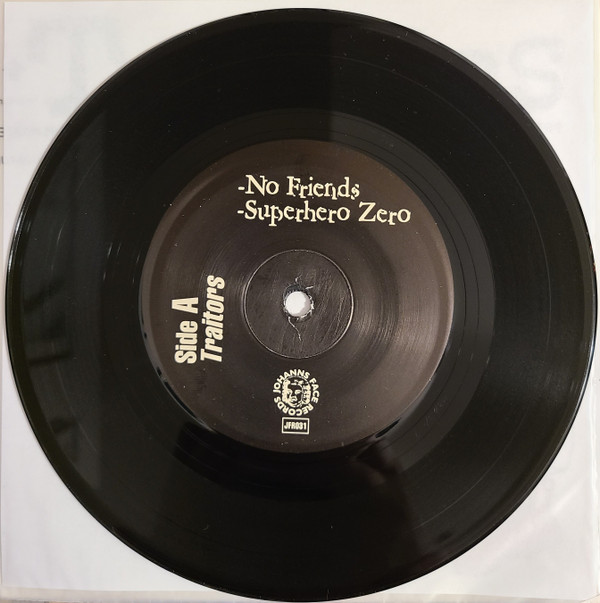 -No Friends
-Superhero Zero
Side A
Traitors
JOHANNS FACE RECORDS
JFR031